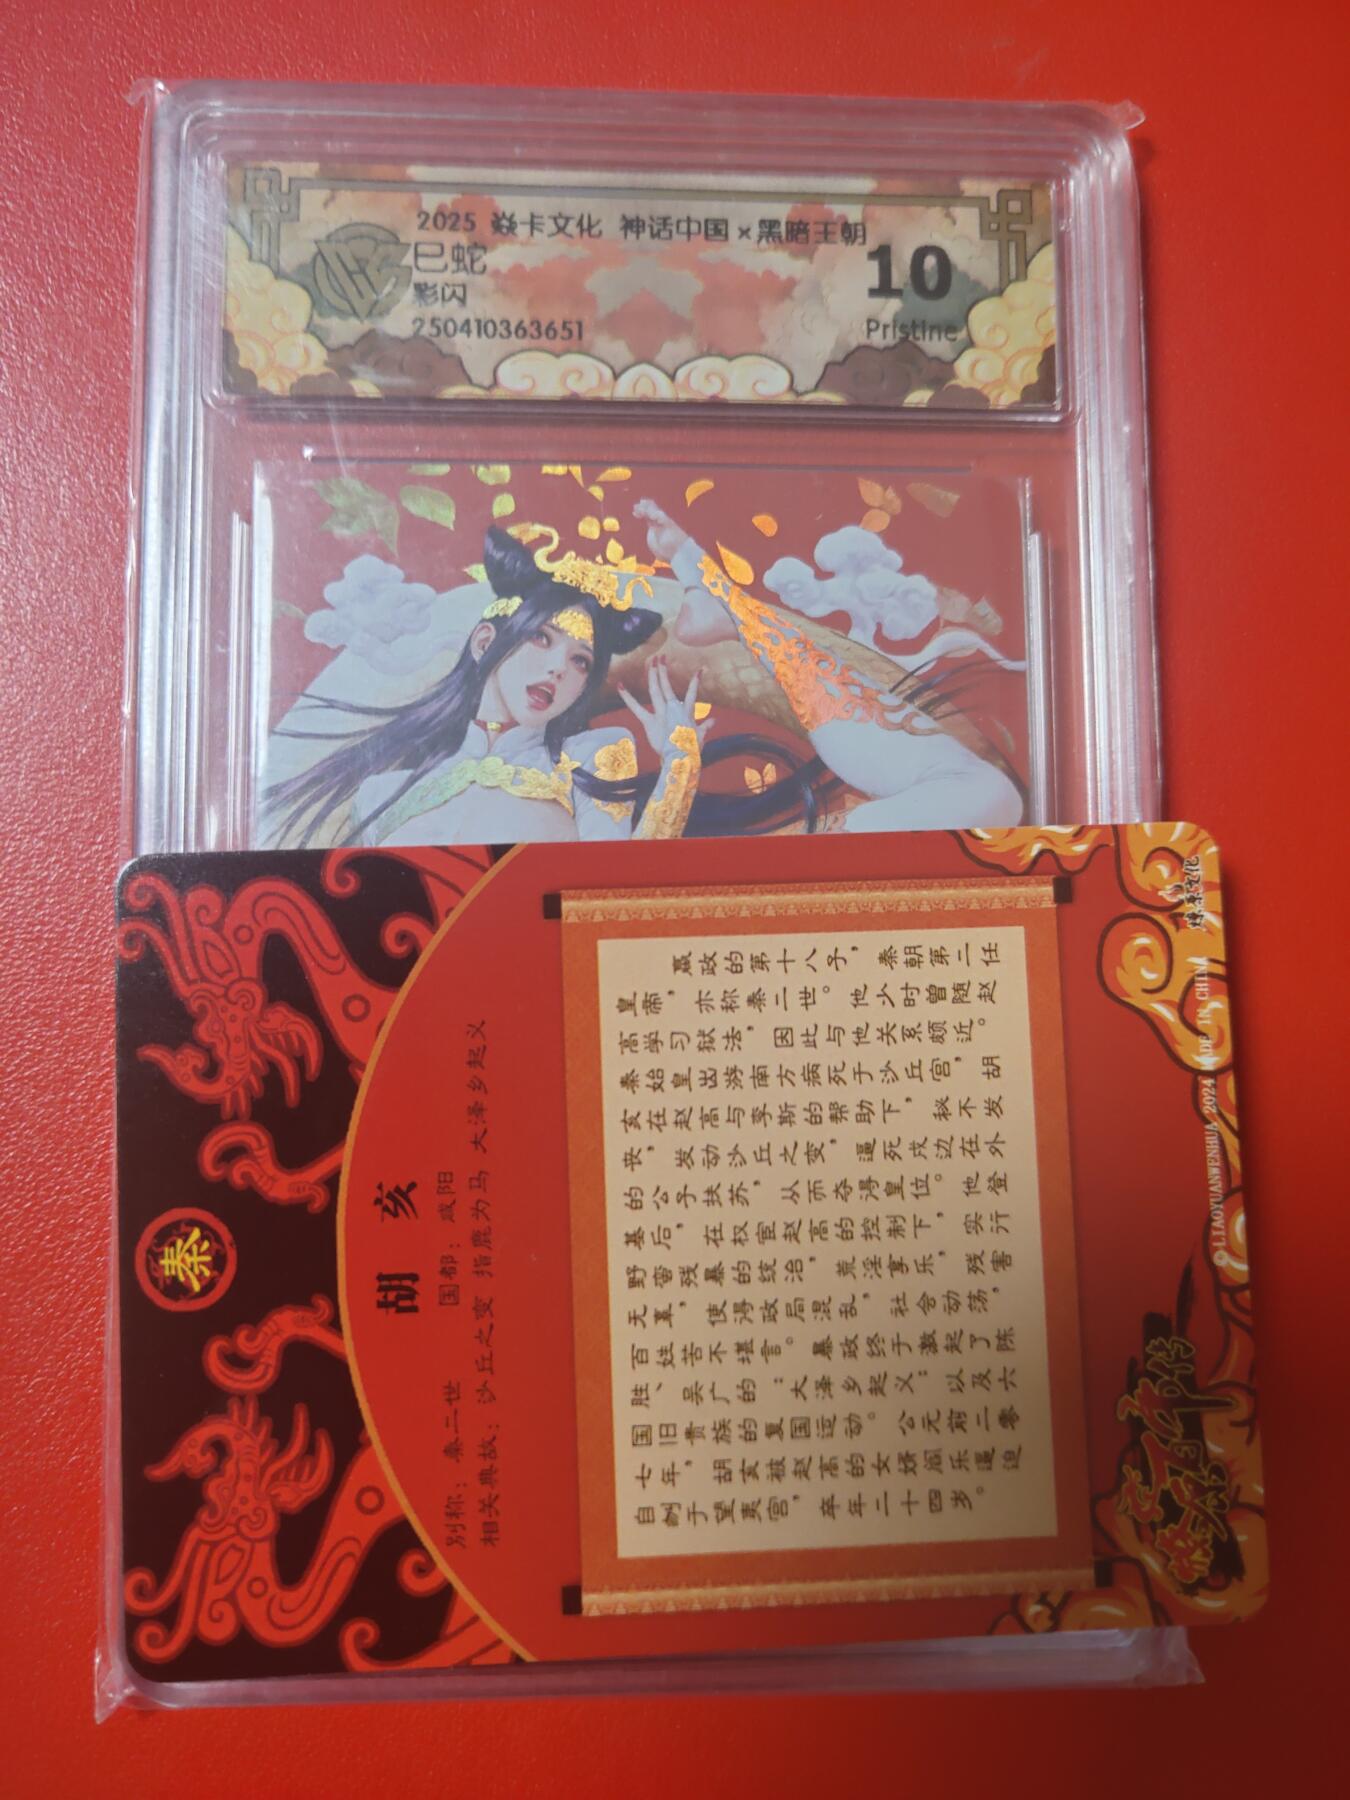 2025 焱卡文化 神话中国×黑暗王朝
巳蛇
彩闪
250410363651
10
Pristine
秦
胡亥
别称：秦二世 国都：咸阳
相关典故：沙丘之变 指鹿为马 大泽乡起义
嬴政的第十八子，秦朝第二任
皇帝，亦称秦二世。他少时曾随赵
高学习狱法，因此与他关系颇近。
秦始皇出游南方病死于沙丘宫，胡
亥在赵高与李斯的帮助下，秘不发
丧，发动沙丘之变，逼死戍边在外
的公子扶苏，从而夺得皇位。他登
基后，在权宦赵高的控制下，实行
野蛮残暴的统治，荒淫享乐，残害
无辜，使得政局混乱，社会动荡，
百姓苦不堪言。暴政终于激起了陈
胜、吴广的：大泽乡起义：以及六
国旧贵族的复国运动。公元前二零
七年，胡亥被赵高的女婿阎乐逼迫
自刎于望夷宫，卒年二十四岁。
©LIAOYUANWENHUA 2024 MADE IN CHINA
燎原文化